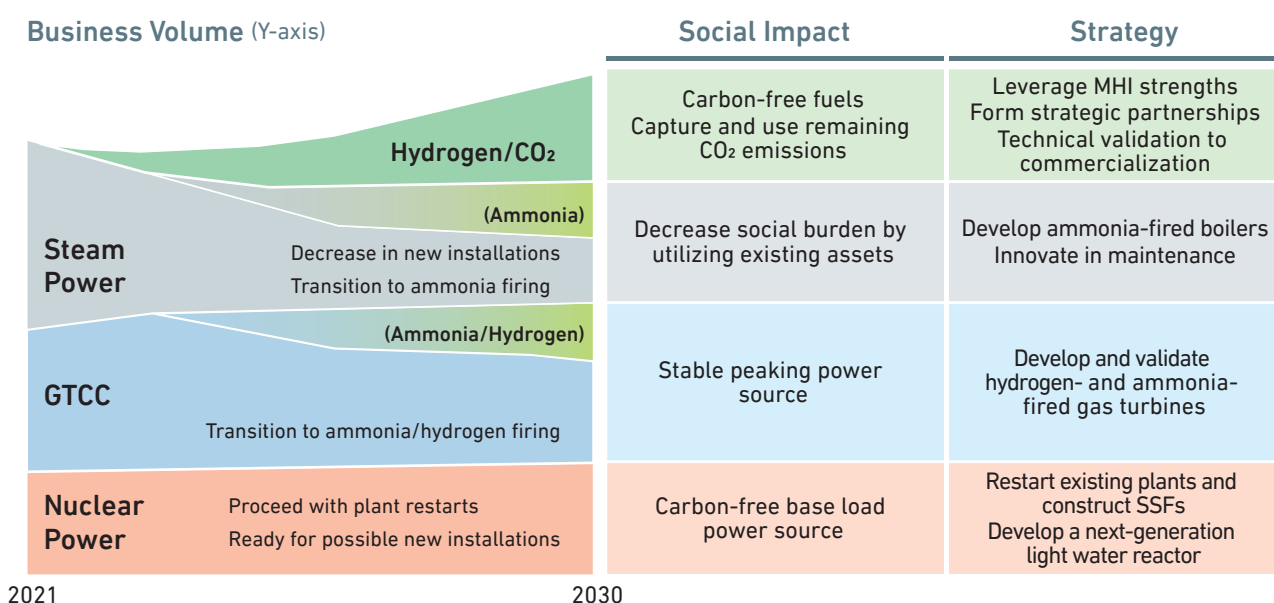 Business Volume (Y-axis)
Social Impact
Strategy
Hydrogen/CO₂
Carbon-free fuels
Capture and use remaining
CO₂ emissions
Leverage MHI strengths
Form strategic partnerships
Technical validation to
commercialization
(Ammonia)
Steam
Power
Decrease in new installations
Transition to ammonia firing
Decrease social burden by
utilizing existing assets
Develop ammonia-fired boilers
Innovate in maintenance
(Ammonia/Hydrogen)
GTCC
Transition to ammonia/hydrogen firing
Stable peaking power
source
Develop and validate
hydrogen- and ammonia-
fired gas turbines
Nuclear
Power
Proceed with plant restarts
Ready for possible new installations
Carbon-free base load
power source
Restart existing plants and
construct SSFs
Develop a next-generation
light water reactor
2021
2030